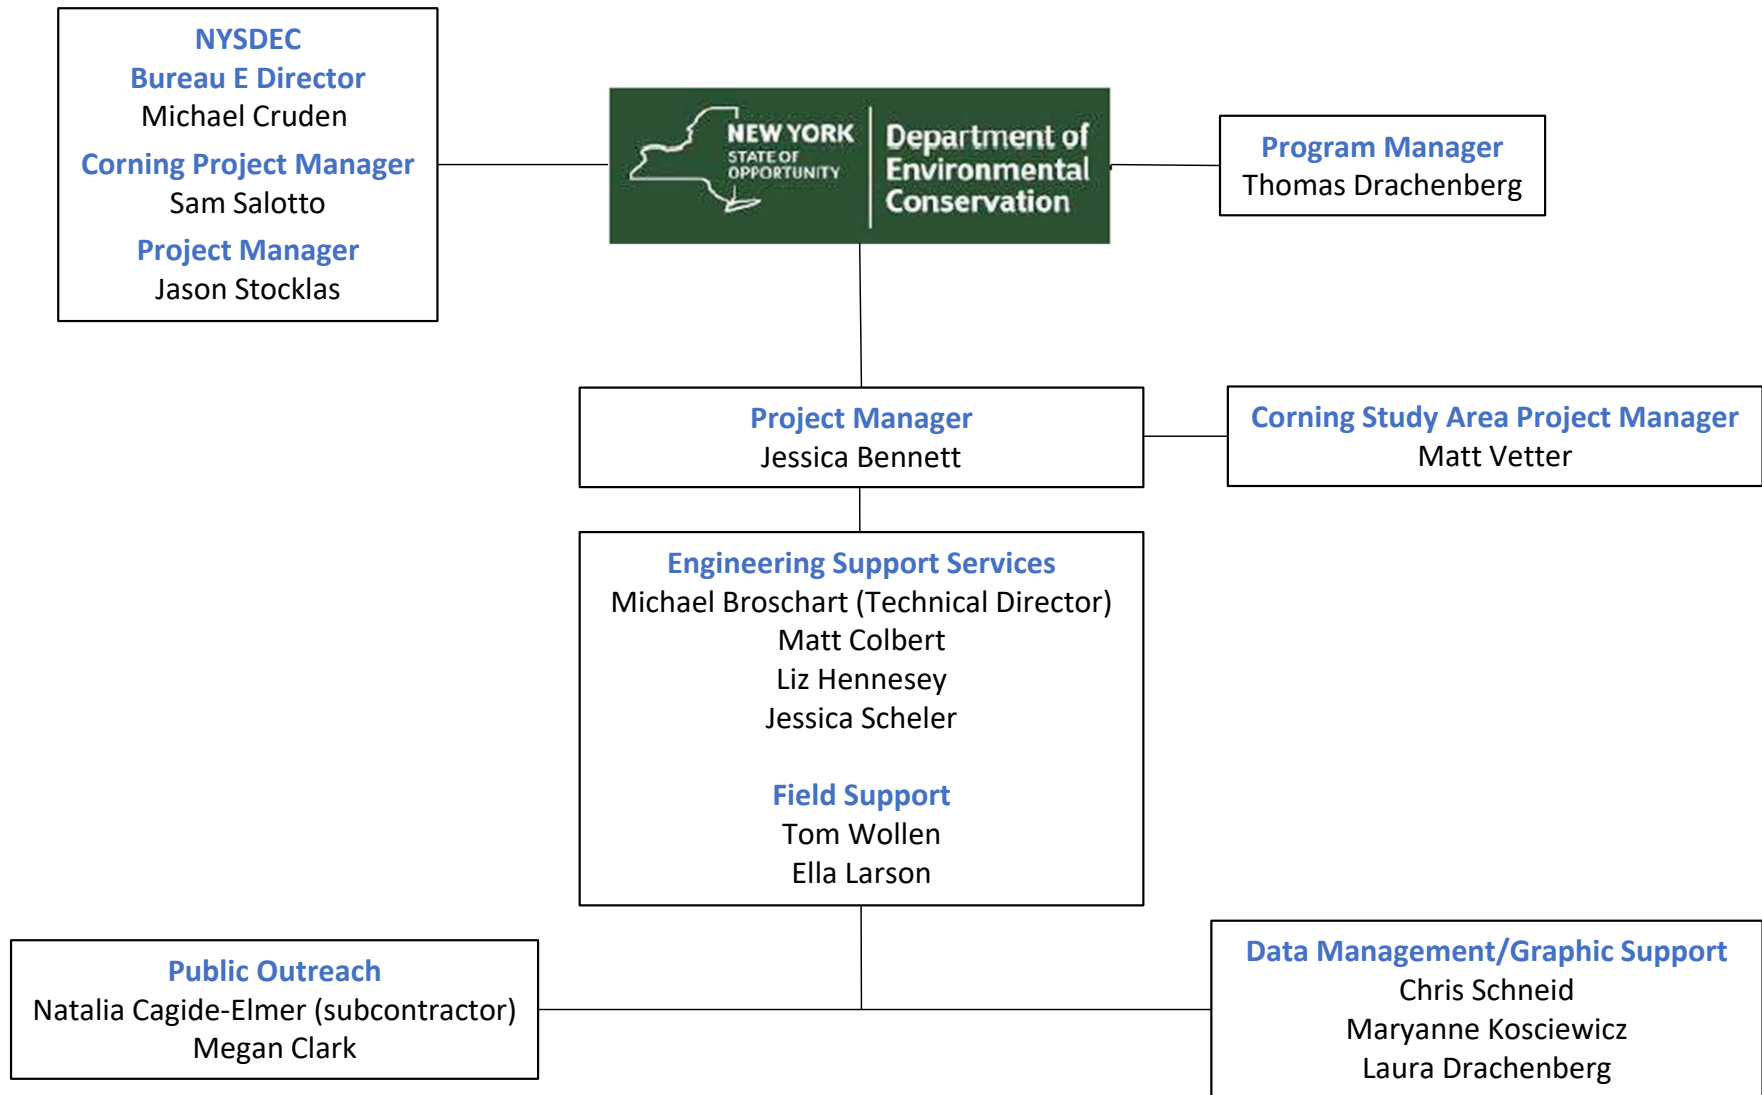 NYSDEC
Bureau E Director
Michael Cruden
Corning Project Manager
Sam Salotto
Project Manager
Jason Stocklas
NEW YORK
STATE OF
OPPORTUNITY
Department of
Environmental
Conservation
Program Manager
Thomas Drachenberg
Project Manager
Jessica Bennett
Corning Study Area Project Manager
Matt Vetter
Engineering Support Services
Michael Broschart (Technical Director)
Matt Colbert
Liz Hennesey
Jessica Scheler
Field Support
Tom Wollen
Ella Larson
Public Outreach
Natalia Cagide-Elmer (subcontractor)
Megan Clark
Data Management/Graphic Support
Chris Schneid
Maryanne Kosciewicz
Laura Drachenberg